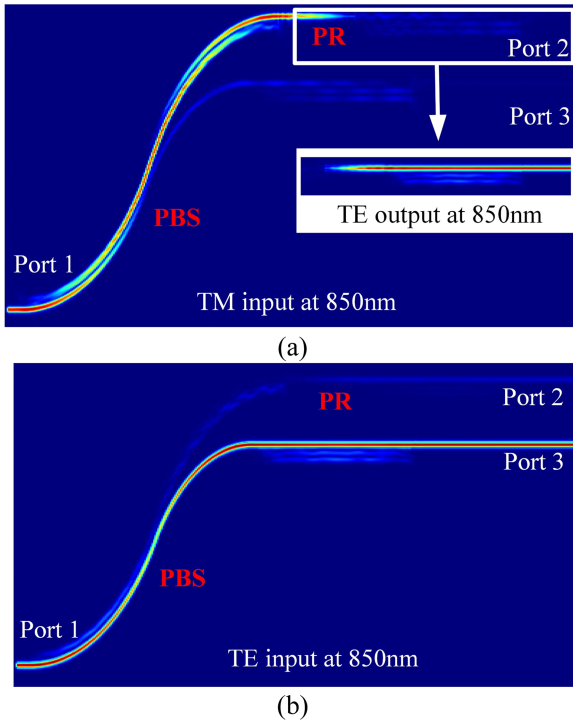 PR
Port 2
Port 3
TE output at 850nm
PBS
Port 1
TM input at 850nm
(a)
PR
Port 2
Port 3
PBS
Port 1
TE input at 850nm
(b)